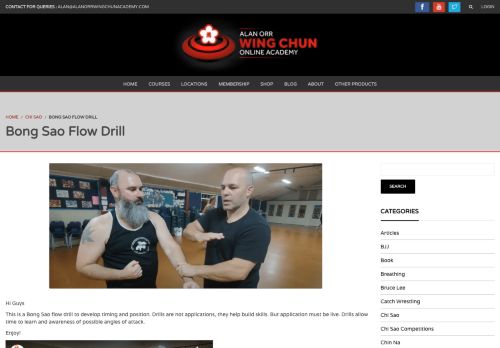 CONTACT FOR QUERIES : ALAN@ALANORRWINGCHUNACADEMY.COM
LOGIN
ALAN ORR
WING CHUN
ONLINE ACADEMY
HOME COURSES LOCATIONS MEMBERSHIP SHOP BLOG ABOUT OTHER PRODUCTS
HOME / CHI SAO / BONG SAO FLOW DRILL
Bong Sao Flow Drill
Hi Guys
This is a Bong Sao flow drill to develop timing and position. Drills are not applications, they help build skills. But application must be live. Drills allow
time to learn and awareness of possible angles of attack.
Enjoy!
SEARCH
CATEGORIES
Articles
BJJ
Book
Breathing
Bruce Lee
Catch Wrestling
Chi Sao
Chi Sao Competitions
Chin Na